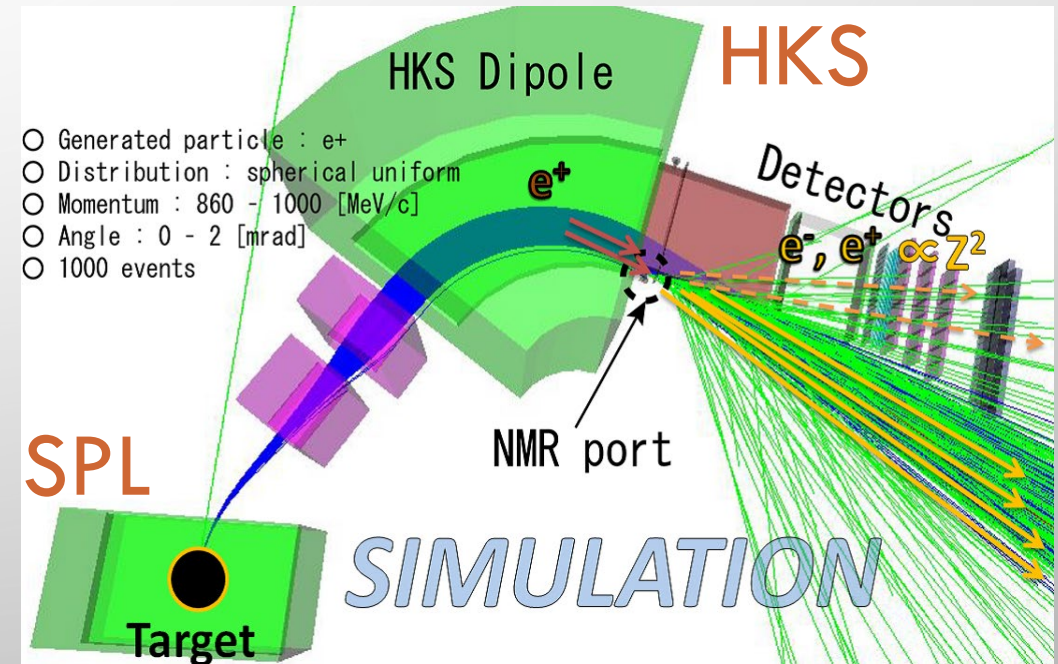 HKS Dipole
HKS
○ Generated particle : e+
○ Distribution : spherical uniform
○ Momentum : 860 - 1000 [MeV/c]
○ Angle : 0 - 2 [mrad]
○ 1000 events
e⁺
Detectors
e⁻, e⁺ ∝ Z²
NMR port
SPL
SIMULATION
Target